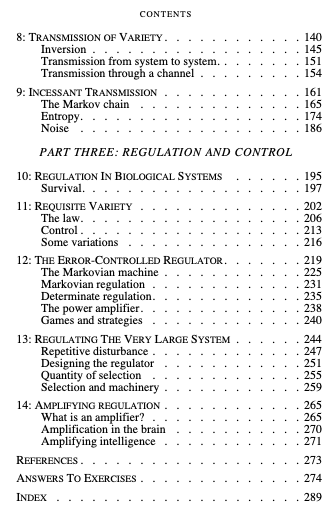 CONTENTS
8: TRANSMISSION OF VARIETY . . . . . . . . . . . . 140
Inversion . . . . . . . . . . . . . . . . . . 145
Transmission from system to system . . . . . . . . 151
Transmission through a channel . . . . . . . . . . 154
9: INCESSANT TRANSMISSION . . . . . . . . . . . . 161
The Markov chain . . . . . . . . . . . . . . 165
Entropy . . . . . . . . . . . . . . . . . . . 174
Noise . . . . . . . . . . . . . . . . . . . 186
PART THREE: REGULATION AND CONTROL
10: REGULATION IN BIOLOGICAL SYSTEMS . . . . . . 195
Survival . . . . . . . . . . . . . . . . . . . 197
11: REQUISITE VARIETY . . . . . . . . . . . . . . 202
The law . . . . . . . . . . . . . . . . . . . 206
Control . . . . . . . . . . . . . . . . . . . 213
Some variations . . . . . . . . . . . . . . . 216
12: THE ERROR-CONTROLLED REGULATOR . . . . . . . 219
The Markovian machine . . . . . . . . . . . . 225
Markovian regulation . . . . . . . . . . . . . 231
Determinate regulation . . . . . . . . . . . . . 235
The power amplifier . . . . . . . . . . . . . . 238
Games and strategies . . . . . . . . . . . . . 240
13: REGULATING THE VERY LARGE SYSTEM . . . . . . 244
Repetitive disturbance . . . . . . . . . . . . . 247
Designing the regulator . . . . . . . . . . . . 251
Quantity of selection . . . . . . . . . . . . . 255
Selection and machinery . . . . . . . . . . . . 259
14: AMPLIFYING REGULATION . . . . . . . . . . . . 265
What is an amplifier? . . . . . . . . . . . . . 265
Amplification in the brain . . . . . . . . . . . 270
Amplifying intelligence . . . . . . . . . . . . 271
REFERENCES . . . . . . . . . . . . . . . . . . . 273
ANSWERS TO EXERCISES . . . . . . . . . . . . . . 274
INDEX . . . . . . . . . . . . . . . . . . . . . 289